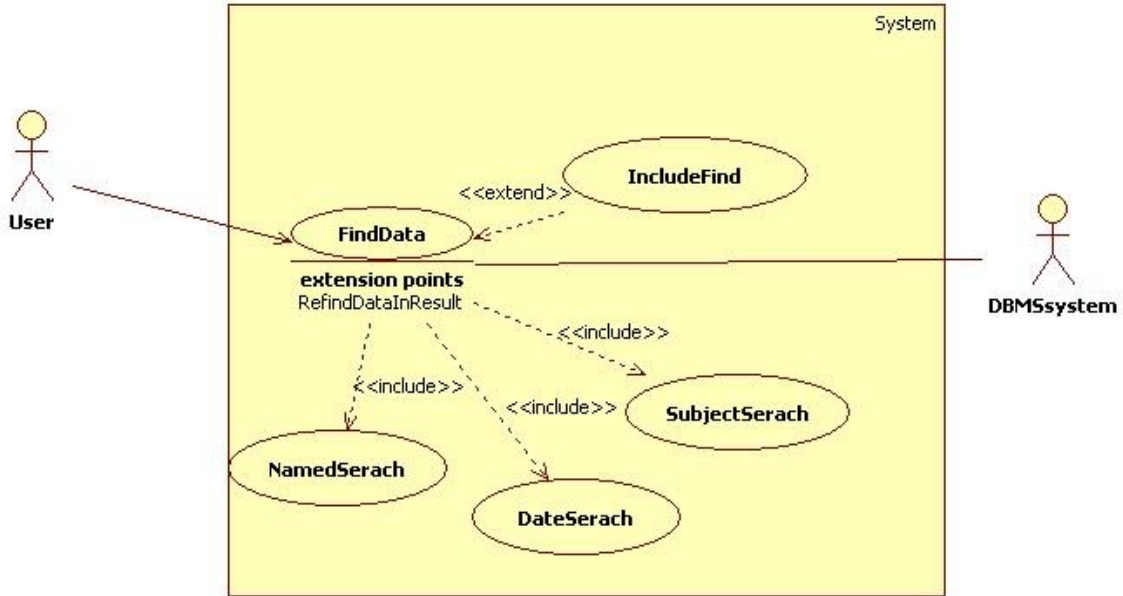 System
IncludeFind
<<extend>>
User
FindData
DBMSsystem
extension points
RefindDataInResult
<<include>>
<<include>>
<<include>>
SubjectSerach
NamedSerach
DateSerach